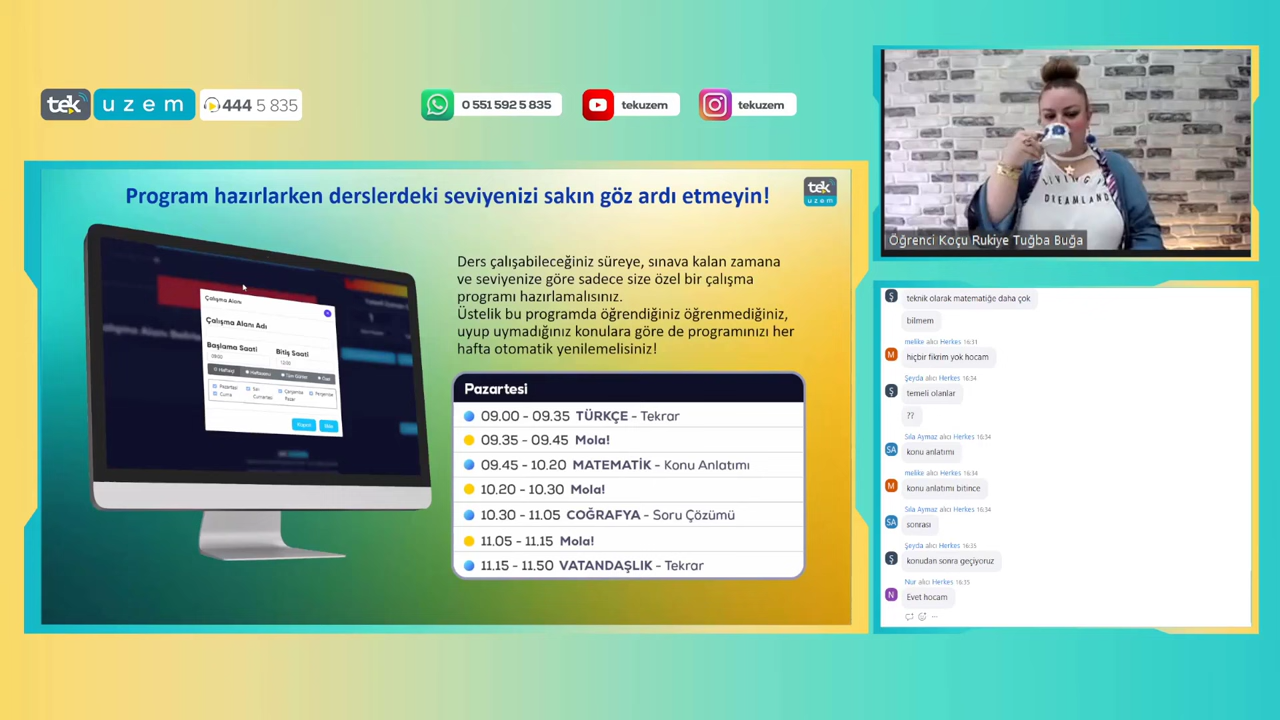 tek uzem 444 5 835
0 551 592 5 835
tekuzem
tekuzem
Program hazırlarken derslerdeki seviyenizi sakın göz ardı etmeyin!
tek
uzem
Çalışma Alanı
Çalışma Alanı Adı
Başlama Saati Bitiş Saati
Ders çalışabileceğiniz süreye, sınava kalan zamana
ve seviyenize göre sadece size özel bir çalışma
programı hazırlamalısınız.
Üstelik bu programda öğrendiğiniz öğrenmediğiniz,
uyup uymadığınız konulara göre de programınızı her
hafta otomatik yenilemelisiniz!
Pazartesi
09.00 - 09.35 TÜRKÇE - Tekrar
09.35 - 09.45 Mola!
09.45 - 10.20 MATEMATİK - Konu Anlatımı
10.20 - 10.30 Mola!
10.30 - 11.05 COĞRAFYA - Soru Çözümü
11.05 - 11.15 Mola!
11.15 - 11.50 VATANDAŞLIK - Tekrar
LIVING
DREAMLAND
Öğrenci Koçu Rukiye Tuğba Buğa
Ş
teknik olarak matematiğe daha çok
bilmem
melike alıcı Herkes 16:31
M
hiçbir fikrim yok hocam
Şeyda alıcı Herkes 16:34
Ş
temeli olanlar
??
Sıla Aymaz alıcı Herkes 16:34
SA
konu anlatımı
melike alıcı Herkes 16:34
M
konu anlatımı bitince
Sıla Aymaz alıcı Herkes 16:34
SA
sonrası
Şeyda alıcı Herkes 16:35
Ş
konudan sonra geçiyoruz
Nur alıcı Herkes 16:35
N
Evet hocam